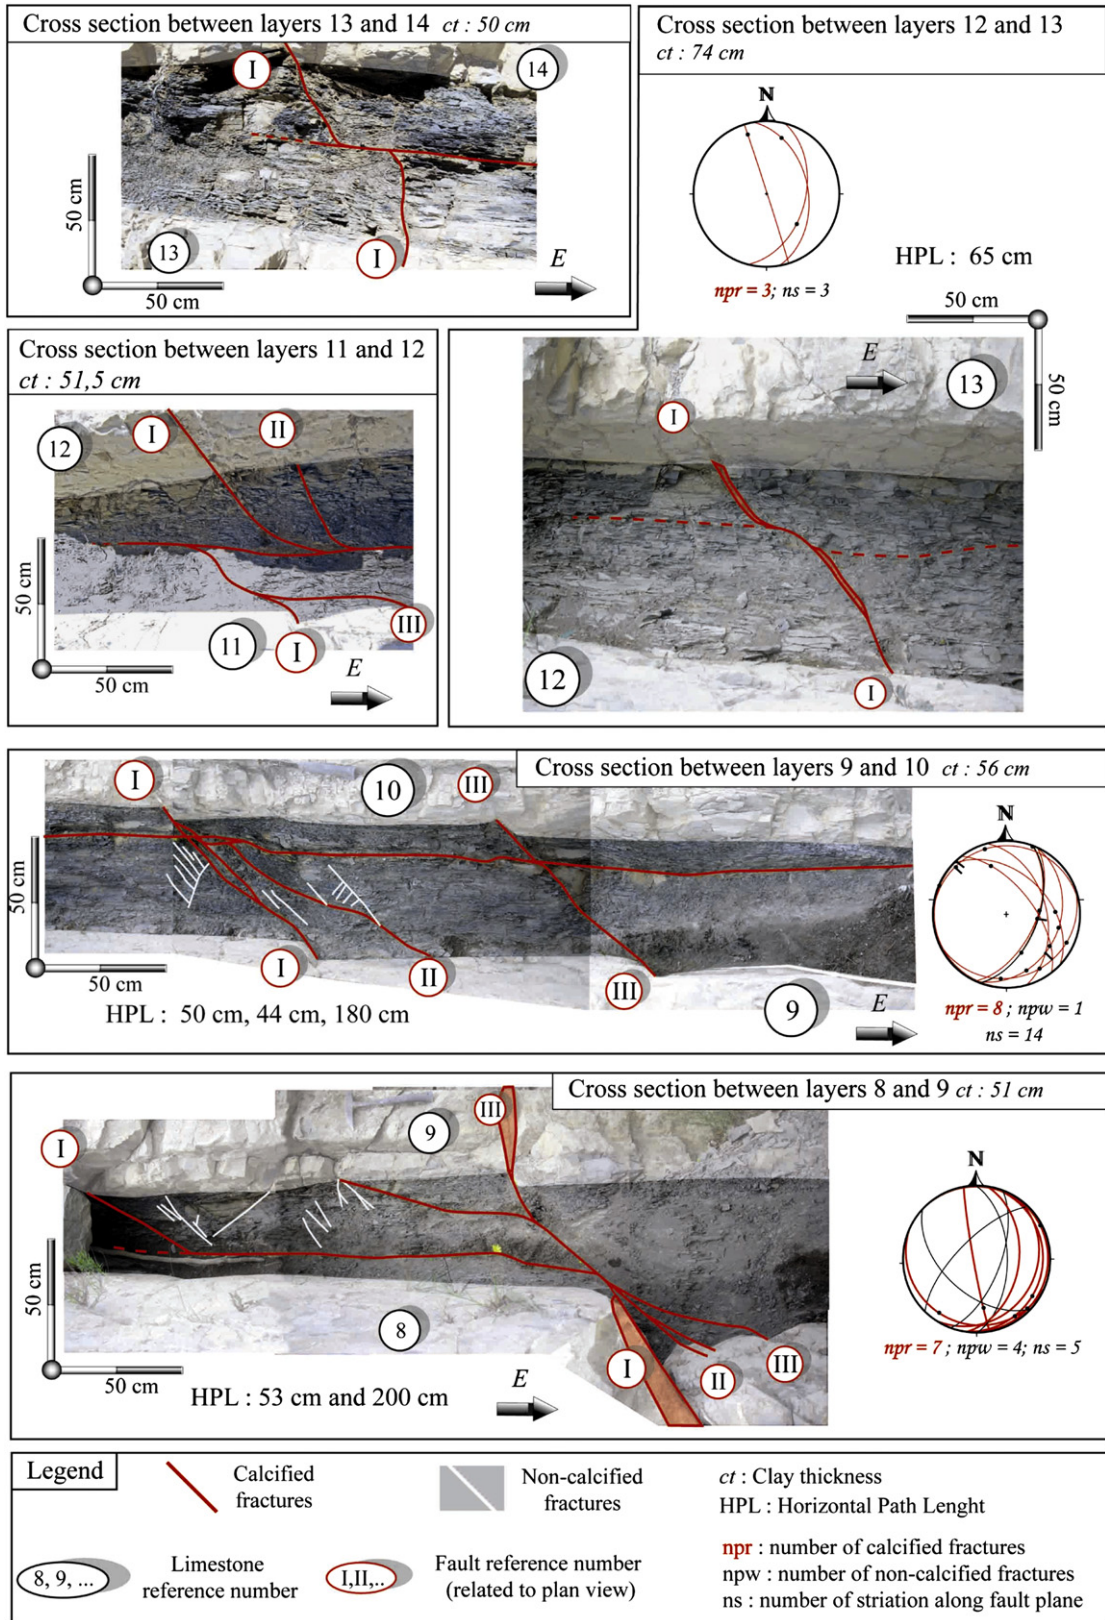 Cross section between layers 13 and 14 ct : 50 cm
I
14
50 cm
13
I
E
50 cm
Cross section between layers 12 and 13
ct : 74 cm
N
HPL : 65 cm
npr = 3; ns = 3
50 cm
E
13
50 cm
I
12
I
Cross section between layers 11 and 12
ct : 51,5 cm
12
I
II
50 cm
11
I
III
50 cm
E
Cross section between layers 9 and 10 ct : 56 cm
I
10
III
N
50 cm
I
II
III
9
50 cm
HPL : 50 cm, 44 cm, 180 cm
E
npr = 8 ; npw = 1
ns = 14
Cross section between layers 8 and 9 ct : 51 cm
III
9
I
N
50 cm
8
I
II
III
50 cm
HPL : 53 cm and 200 cm
E
npr = 7 ; npw = 4; ns = 5
Legend
Calcified
fractures
Non-calcified
fractures
ct : Clay thickness
HPL : Horizontal Path Lenght
8, 9, ...
Limestone
reference number
I,II,..
Fault reference number
(related to plan view)
npr : number of calcified fractures
npw : number of non-calcified fractures
ns : number of striation along fault plane